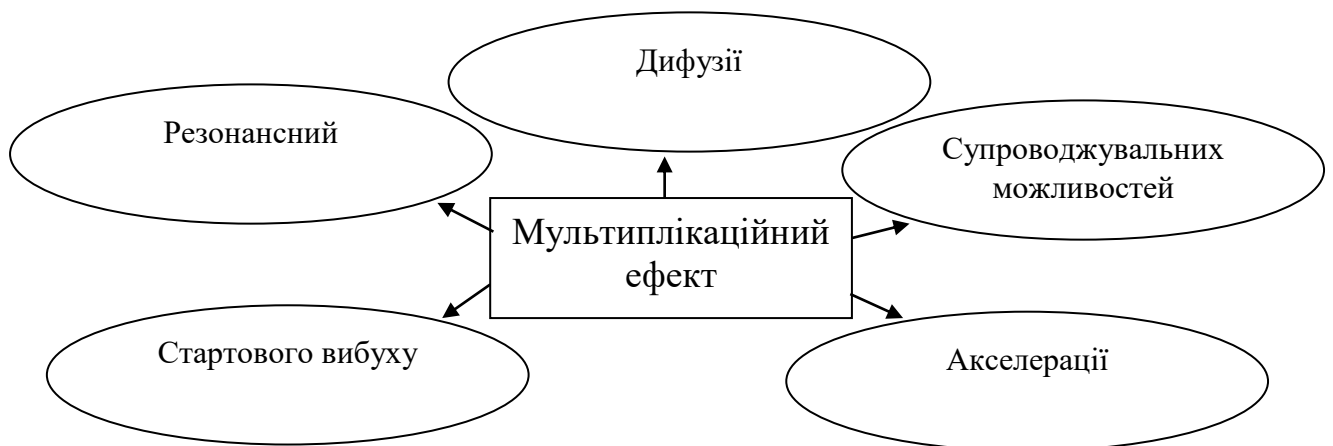 Дифузії
Резонансний
Супроводжувальних
можливостей
Мультиплікаційний
ефект
Стартового вибуху
Акселерації